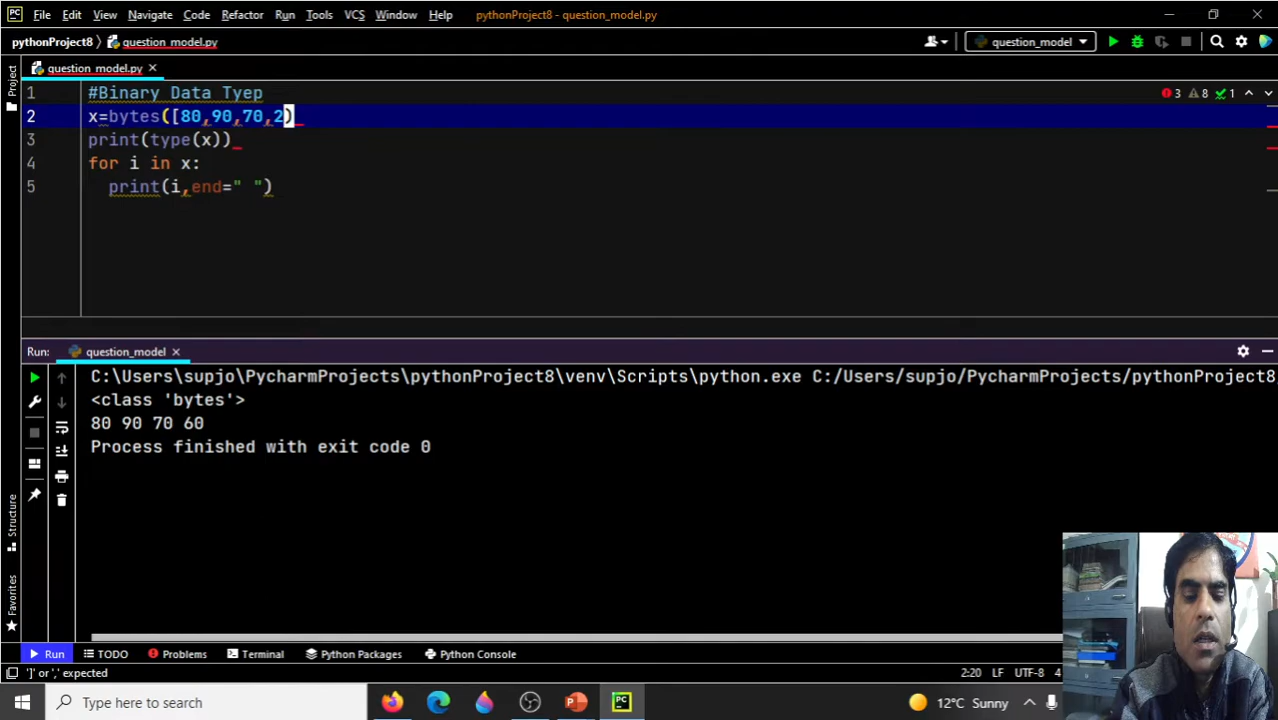 PC File Edit View Navigate Code Refactor Run Tools VCS Window Help pythonProject8 - question_model.py
pythonProject8 question_model.py question_model
Project
question_model.py
3 8 1
1 #Binary Data Tyep
2 x=bytes([80,90,70,2)
3 print(type(x))
4 for i in x:
5 print(i,end=" ")
Run: question_model
C:\Users\supjo\PycharmProjects\pythonProject8\venv\Scripts\python.exe C:/Users/supjo/PycharmProjects/pythonProject8
<class 'bytes'>
80 90 70 60
Process finished with exit code 0
Structure
Favorites
Run TODO Problems Terminal Python Packages Python Console
']' or ',' expected 2:20 LF UTF-8 4
Type here to search 12°C Sunny